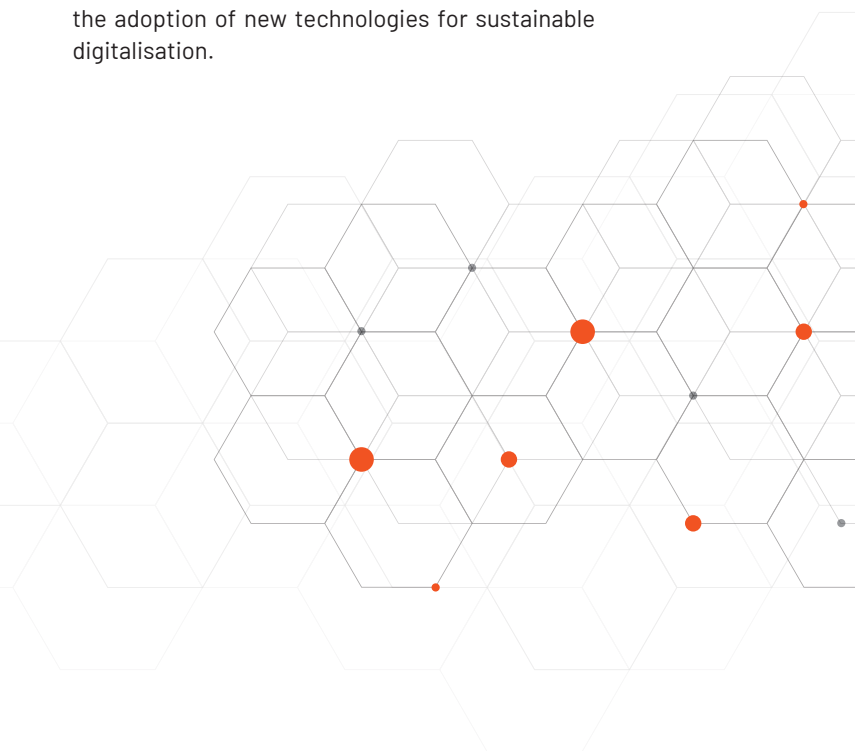 the adoption of new technologies for sustainable
digitalisation.